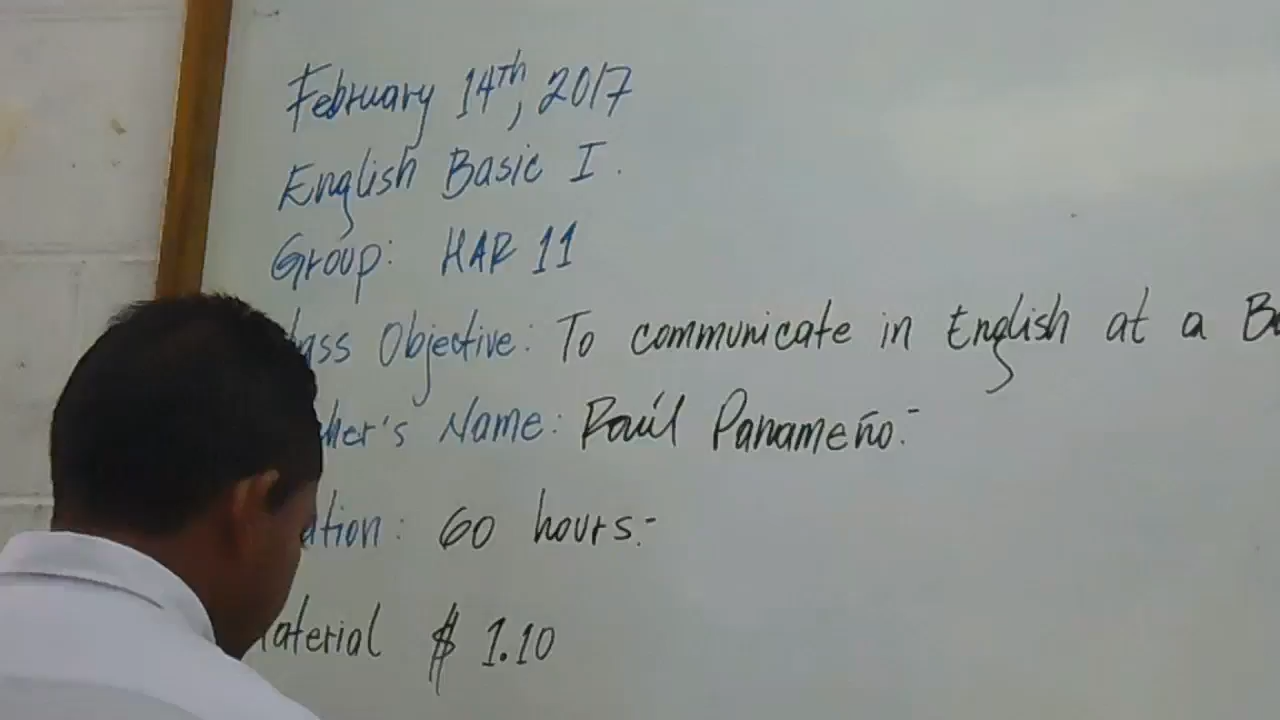 February 14th, 2017
English Basic I.
Group: HAR 11
Objective: To communicate in English at a
Name: Raúl Panameño.-
60 hours.-
$ 1.10